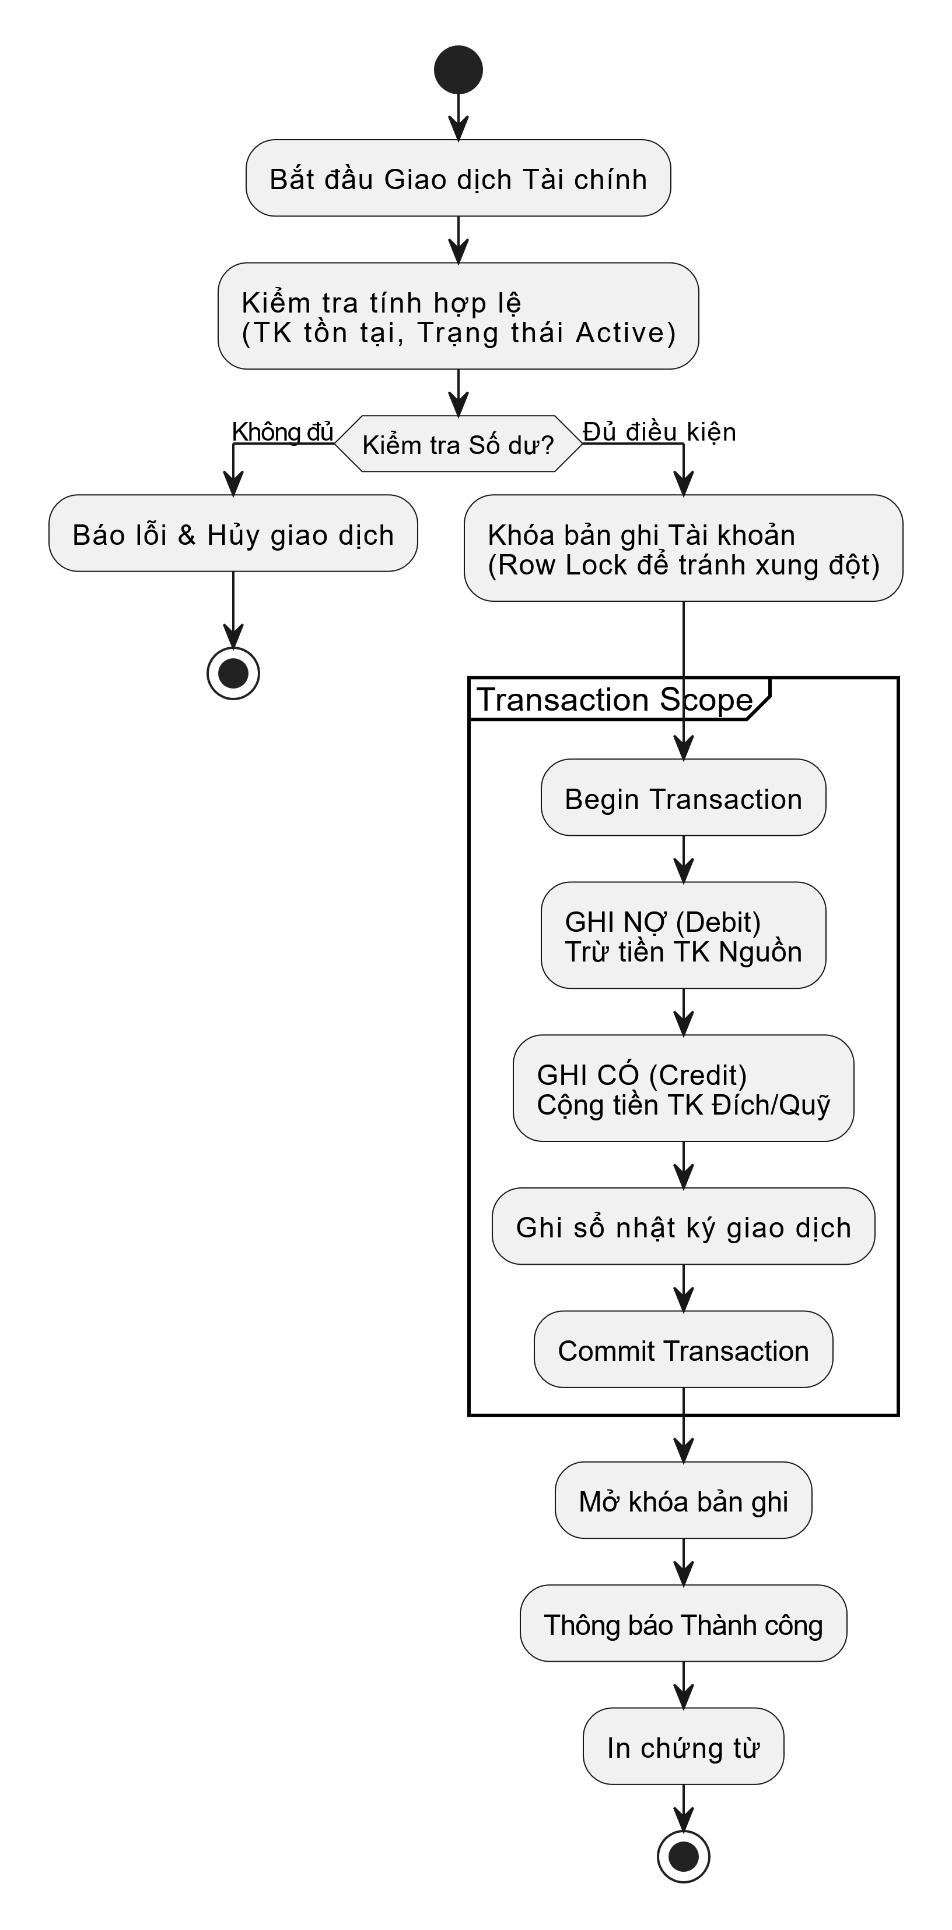 Bắt đầu Giao dịch Tài chính
Kiểm tra tính hợp lệ
(TK tồn tại, Trạng thái Active)
Không đủ
Kiểm tra Số dư?
Đủ điều kiện
Báo lỗi & Hủy giao dịch
Khóa bản ghi Tài khoản
(Row Lock để tránh xung đột)
Transaction Scope
Begin Transaction
GHI NỢ (Debit)
Trừ tiền TK Nguồn
GHI CÓ (Credit)
Cộng tiền TK Đích/Quỹ
Ghi sổ nhật ký giao dịch
Commit Transaction
Mở khóa bản ghi
Thông báo Thành công
In chứng từ